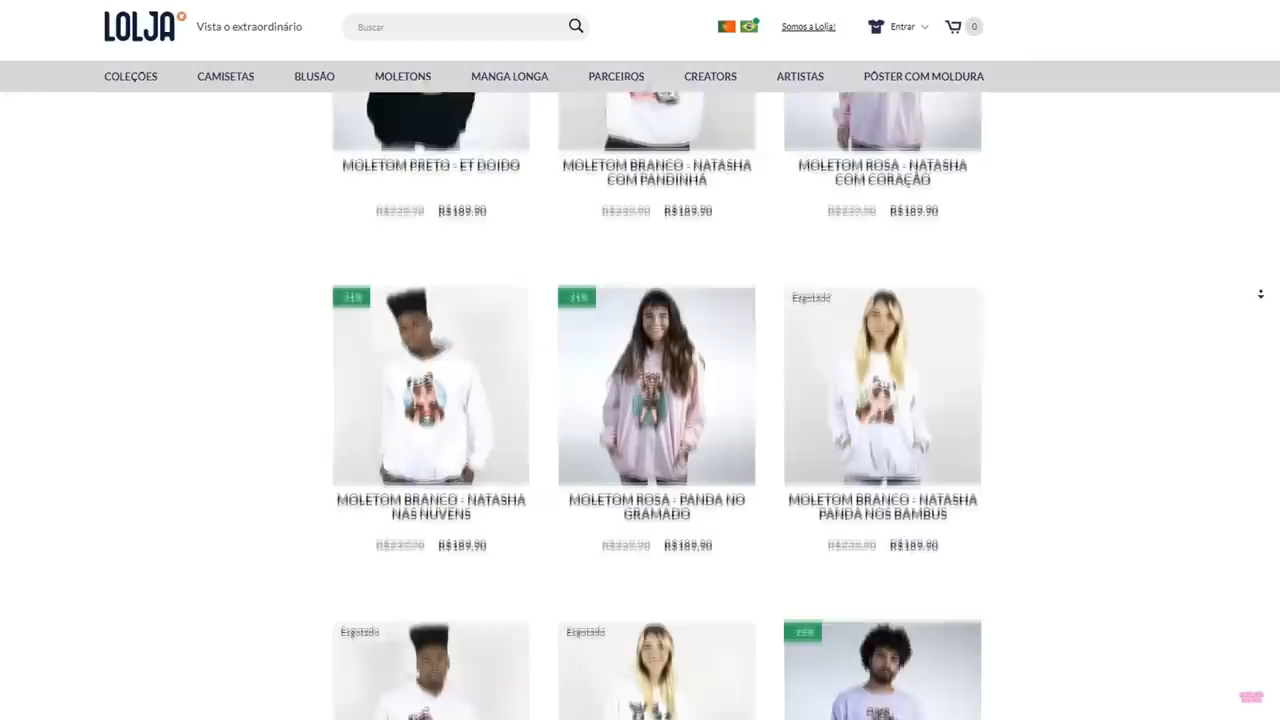 LOLJA
Vista o extraordinário
Buscar
Somos a Lolja!
Entrar
0
COLEÇÕES
CAMISETAS
BLUSÃO
MOLETONS
MANGA LONGA
PARCEIROS
CREATORS
ARTISTAS
PÔSTER COM MOLDURA
MOLETOM PRETO - ET DOIDO
MOLETOM BRANCO - NATASHA
COM PANDINHA
MOLETOM ROSA - NATASHA
COM CORAÇÃO
R$189,90
R$189,90
R$189,90
Esgotado
MOLETOM BRANCO - NATASHA
NAS NUVENS
MOLETOM ROSA - PANDA NO
GRAMADO
MOLETOM BRANCO - NATASHA
PANDA NOS BAMBUS
R$189,90
R$189,90
R$189,90
Esgotado
Esgotado